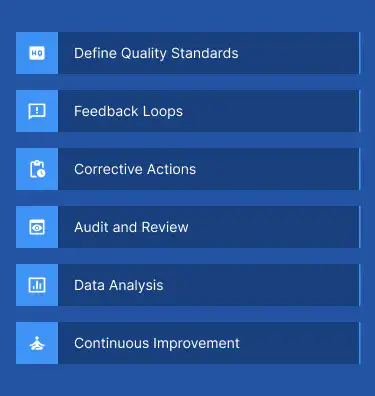 HQ
Define Quality Standards
Feedback Loops
Corrective Actions
Audit and Review
Data Analysis
Continuous Improvement